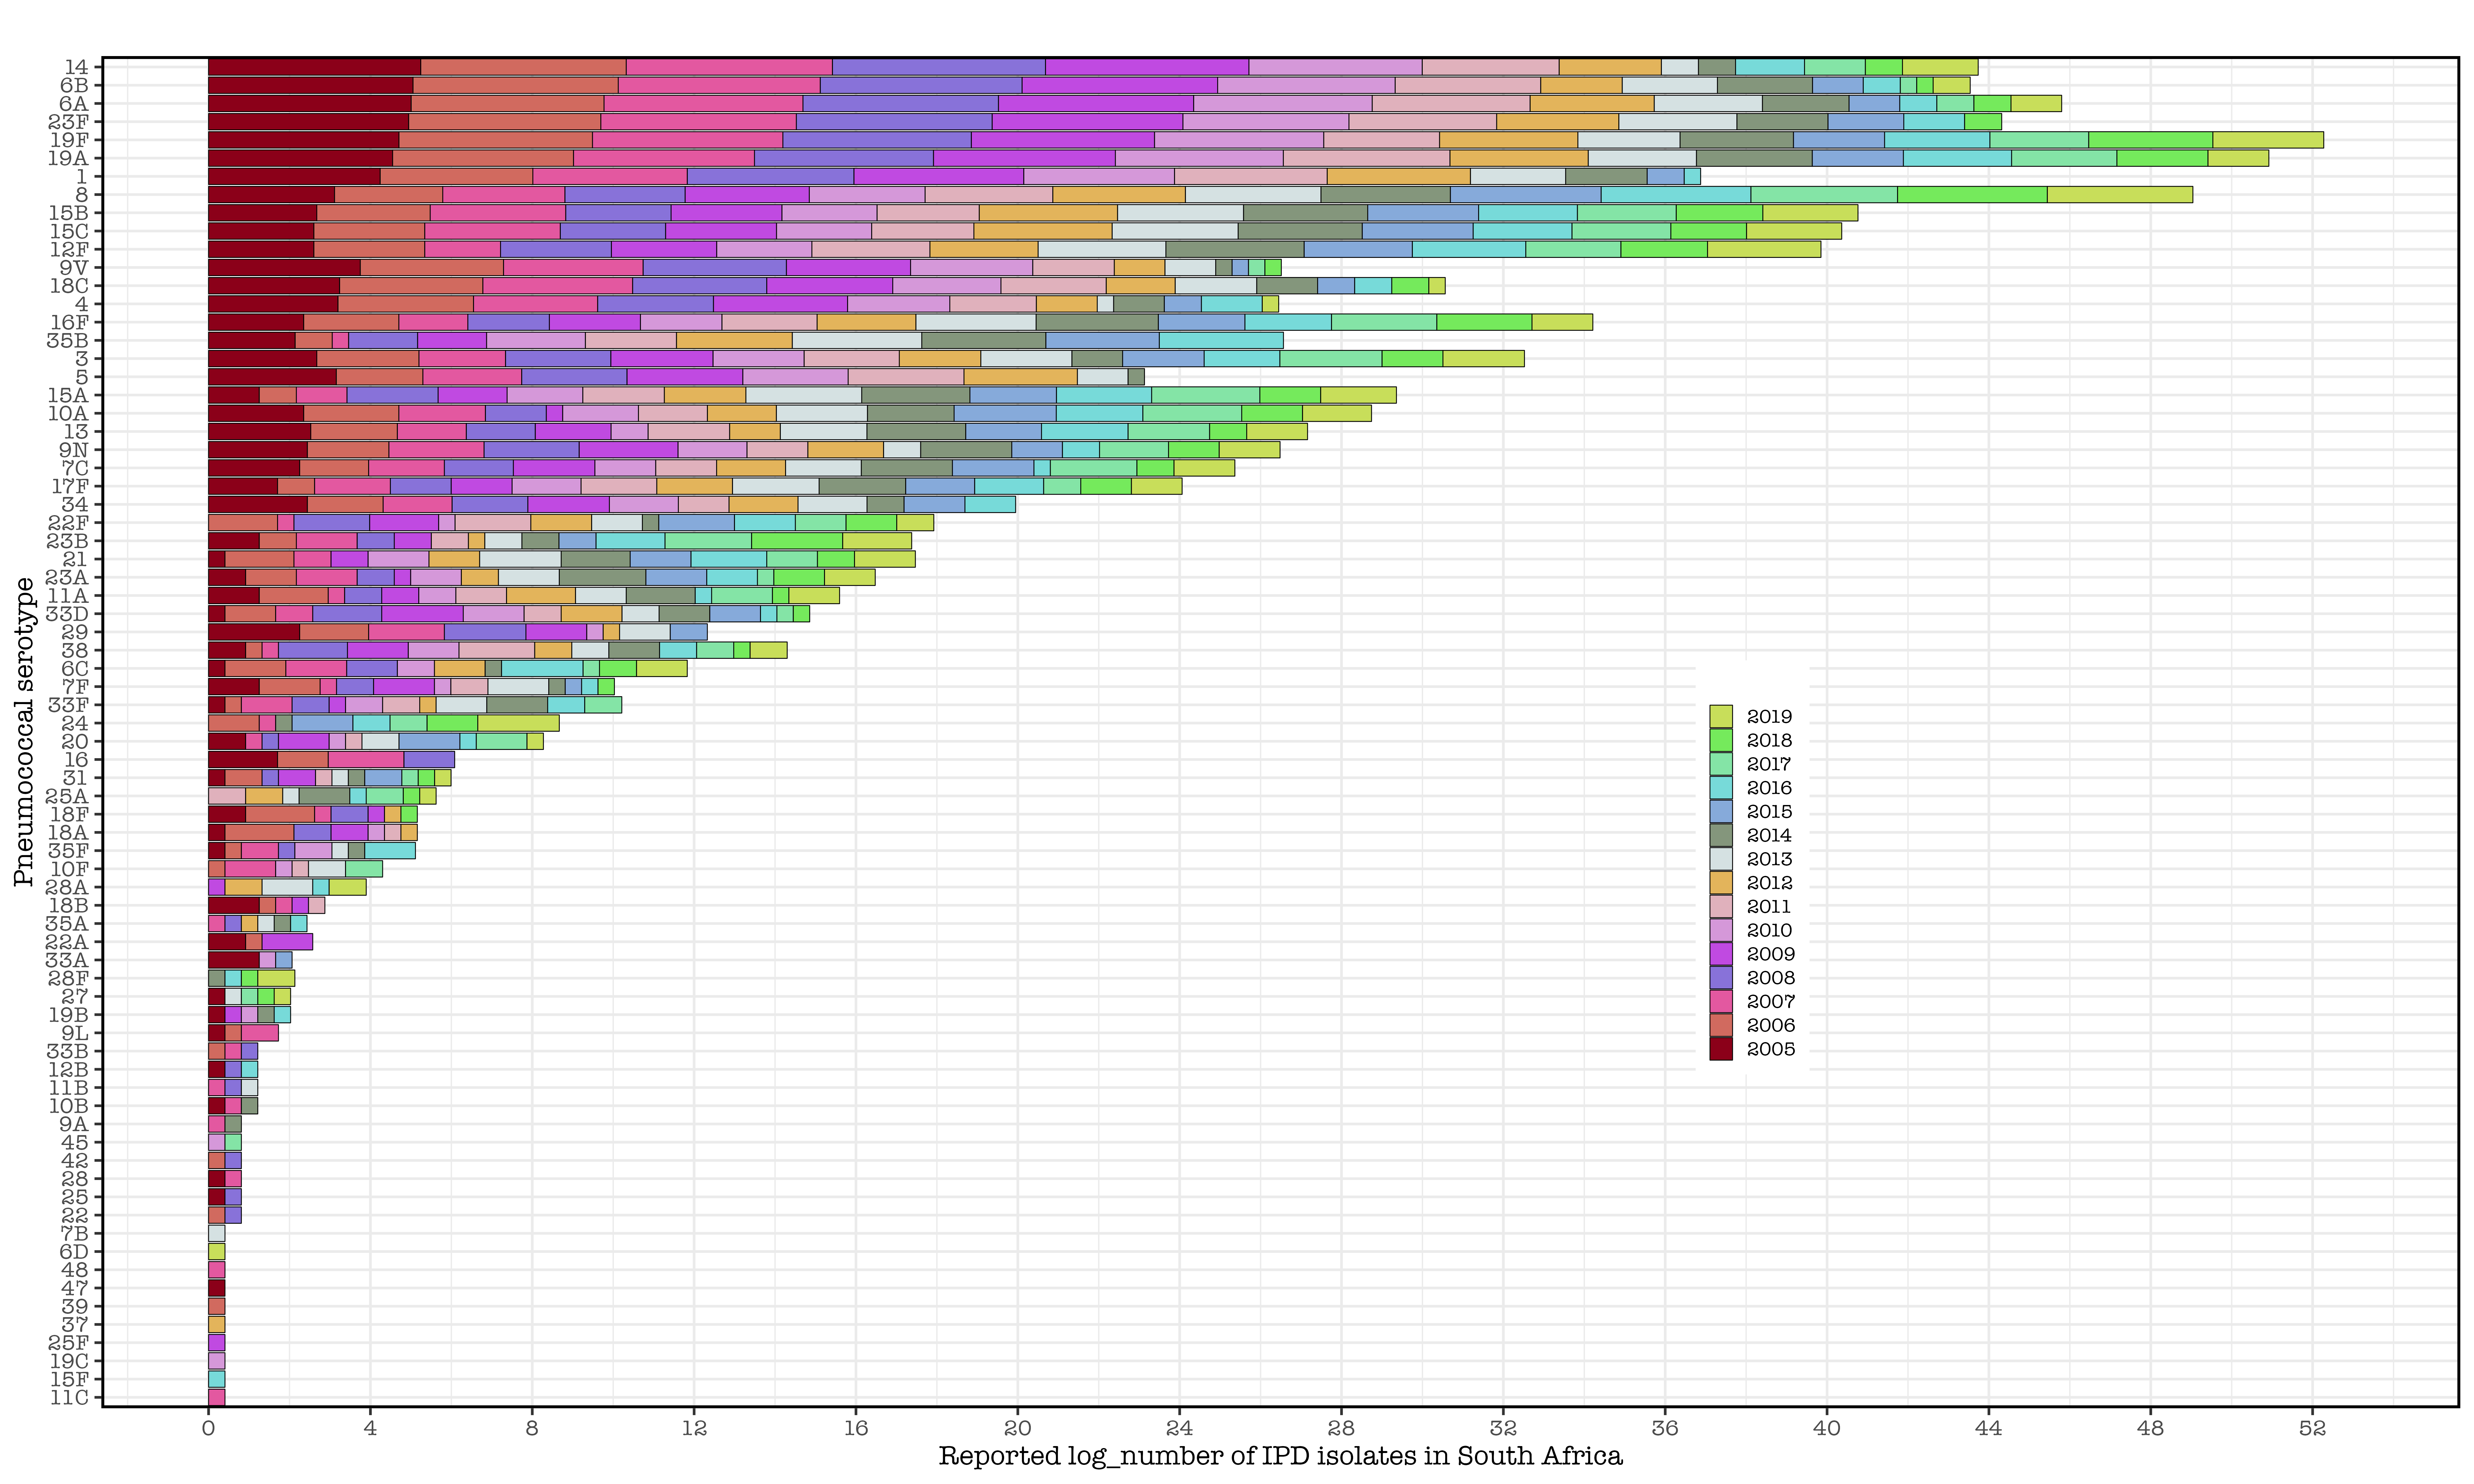 Pneumococcal serotype
14
6B
6A
23F
19F
19A
1
8
15B
15C
12F
9V
18C
4
16F
35B
3
5
15A
10A
13
9N
7C
17F
34
22F
23B
21
23A
11A
33D
29
38
6C
7F
33F
24
20
16
31
25A
18F
18A
35F
10F
28A
18B
35A
22A
33A
28F
27
19B
9L
33B
12B
11B
10B
9A
45
42
28
25
22
7B
6D
48
47
39
37
25F
19C
15F
11C
2019
2018
2017
2016
2015
2014
2013
2012
2011
2010
2009
2008
2007
2006
2005
0 4 8 12 16 20 24 28 32 36 40 44 48 52
Reported log_number of IPD isolates in South Africa